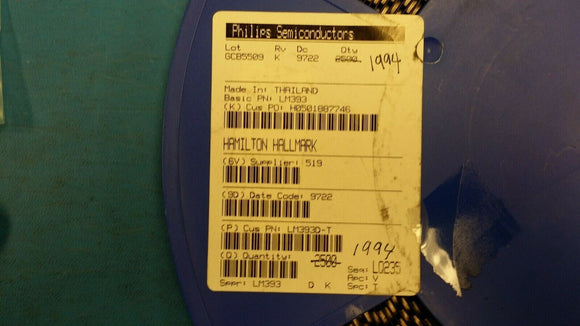 Philips Semiconductors
Lot Rv Dc Qty
GCB5509 K 9722 2500 1994
Made In: THAILAND
Basic PN: LM393
(K) Cus PO: H0501887746
HAMILTON HALLMARK
(6V) Supplier: 519
(9D) Date Code: 9722
(P) Cus PN: LM393D-T
(Q) Quantity: 2500 1994
Seq: L0235
Apc: V
Sppr: LM393 D K Spc: T